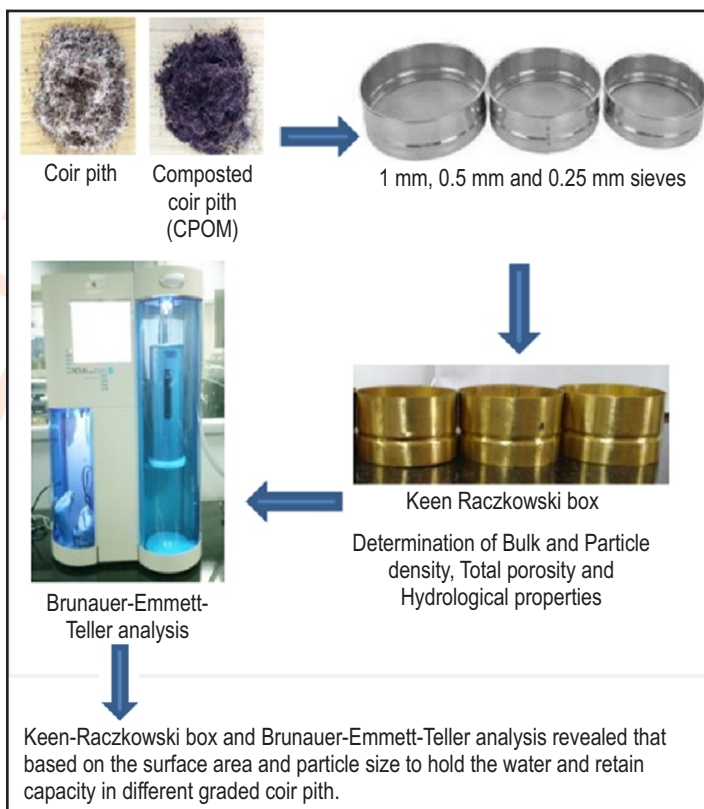 Coir pith
Composted
coir pith
(CPOM)
1 mm, 0.5 mm and 0.25 mm sieves
Keen Raczkowski box
Determination of Bulk and Particle
density, Total porosity and
Hydrological properties
Brunauer-Emmett-
Teller analysis
Keen-Raczkowski box and Brunauer-Emmett-Teller analysis revealed that
based on the surface area and particle size to hold the water and retain
capacity in different graded coir pith.